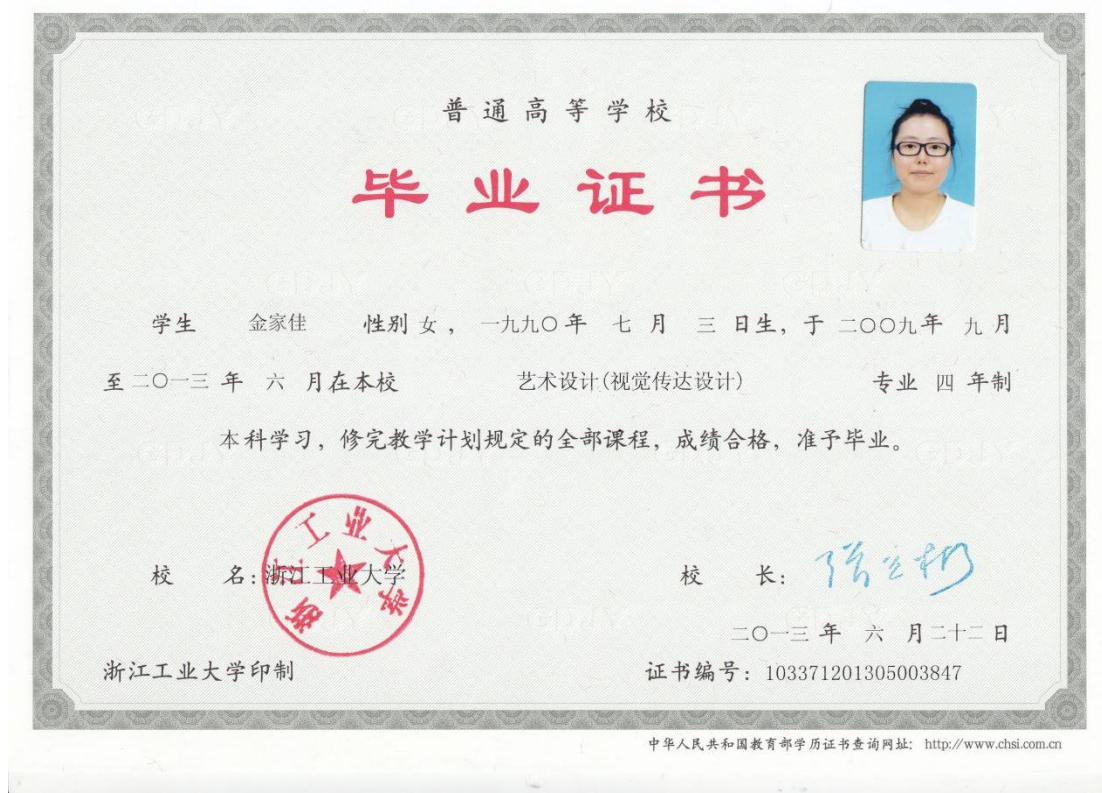 普通高等学校
毕业证书
学生 金家佳 性别 女, 一九九〇年 七 月 三 日生, 于 二〇〇九年 九 月
至 二〇一三 年 六 月在本校 艺术设计(视觉传达设计) 专业 四 年制
本科学习, 修完教学计划规定的全部课程, 成绩合格, 准予毕业。
浙江工业大学
校 名: 浙江工业大学 校 长: 张立彬
二〇一三 年 六 月二十二日
浙江工业大学印制 证书编号: 103371201305003847
中华人民共和国教育部学历证书查询网址: http://www.chsi.com.cn